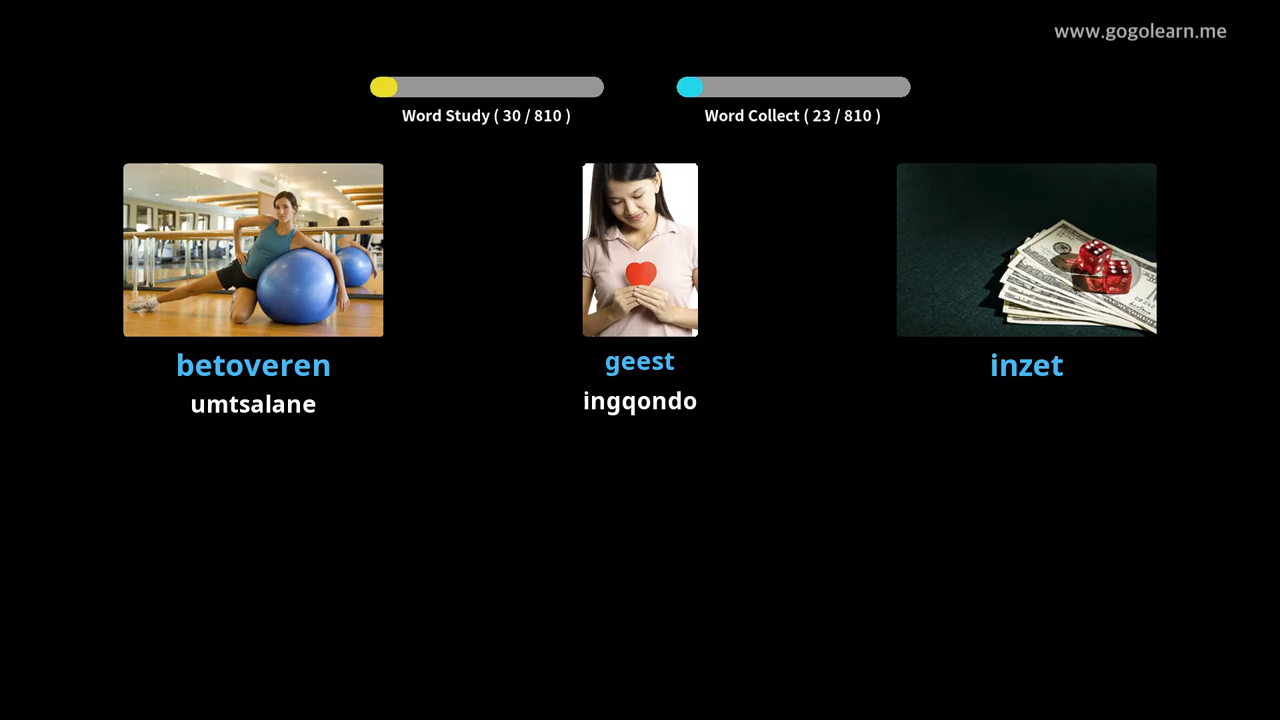 www.gogolearn.me
Word Study ( 30 / 810 )
Word Collect ( 23 / 810 )
betoveren
umtsalane
geest
ingqondo
inzet